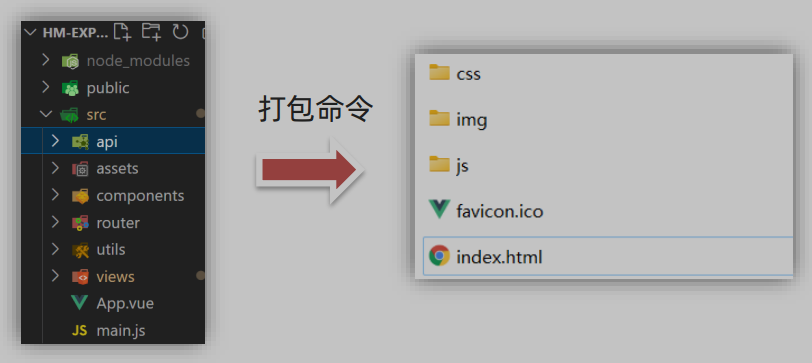 HM-EXP...
node_modules
public
src
api
assets
components
router
utils
views
App.vue
JS main.js
打包命令
css
img
js
favicon.ico
index.html